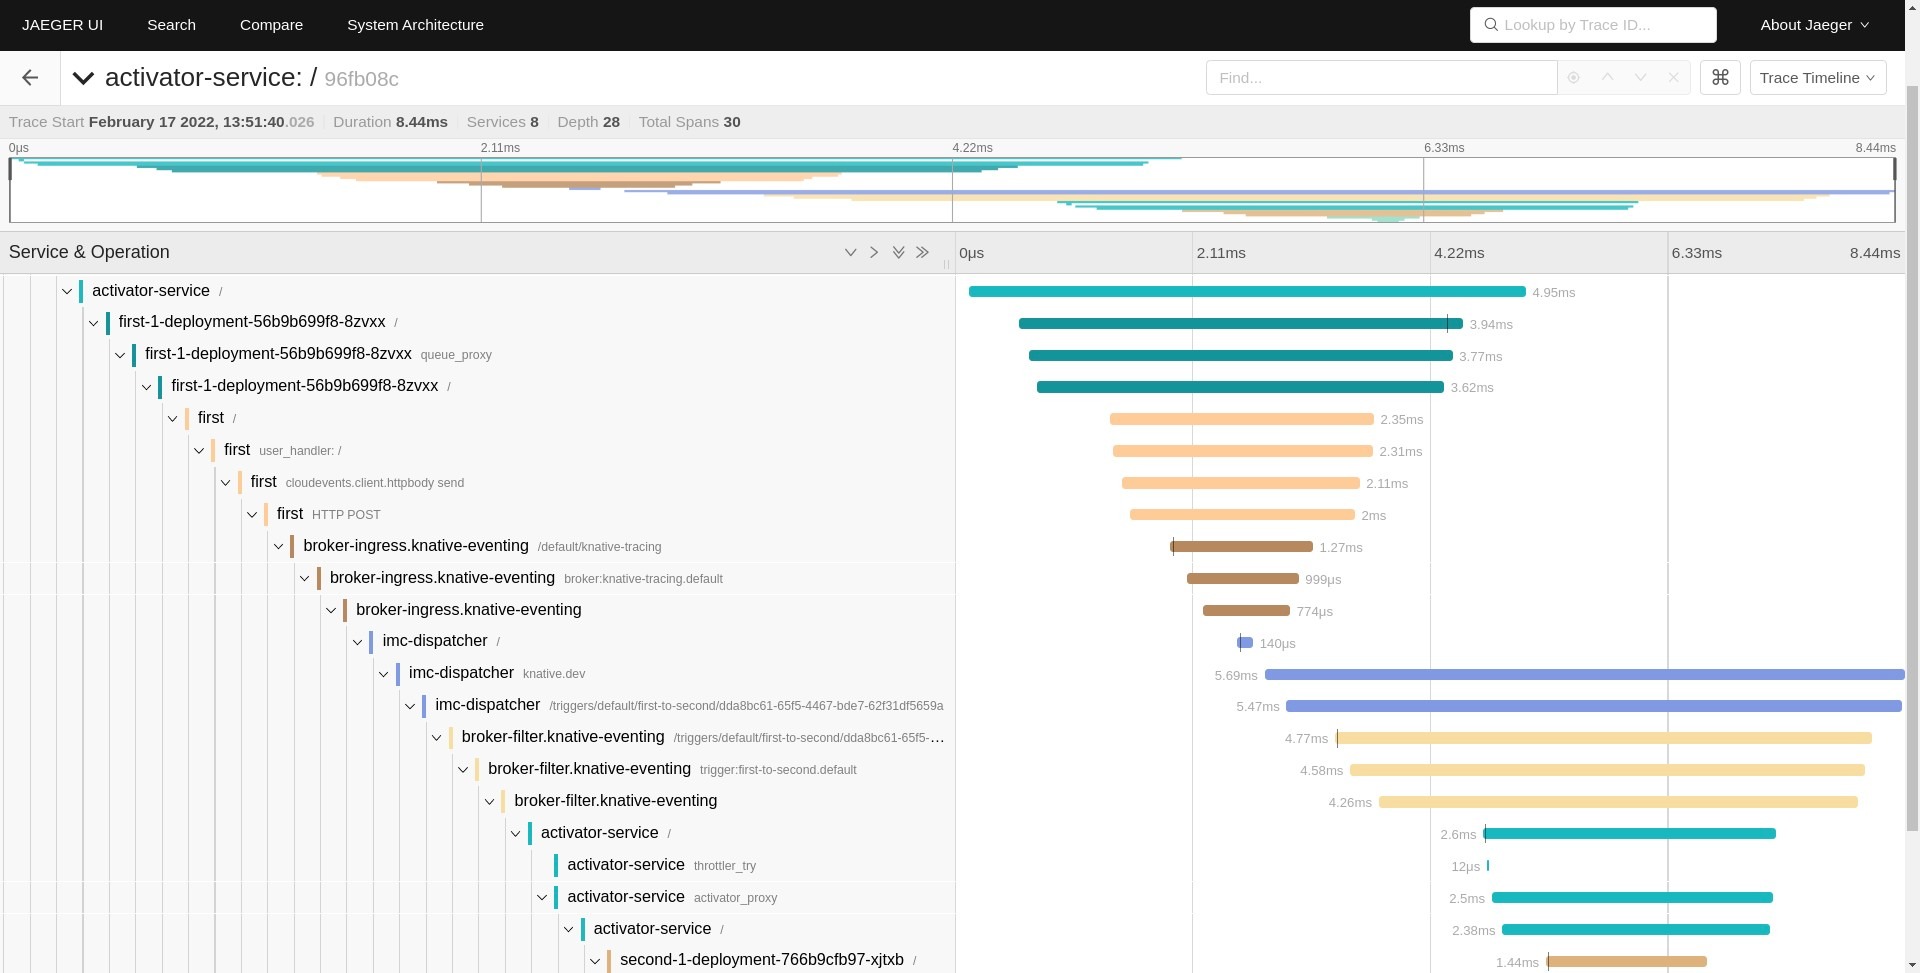 JAEGER UI Search Compare System Architecture Lookup by Trace ID... About Jaeger
activator-service: / 96fb08c Find... Trace Timeline
Trace Start February 17 2022, 13:51:40.026 Duration 8.44ms Services 8 Depth 28 Total Spans 30
0μs 2.11ms 4.22ms 6.33ms 8.44ms
Service & Operation 0μs 2.11ms 4.22ms 6.33ms 8.44ms
activator-service / 4.95ms
first-1-deployment-56b9b699f8-8zvxx / 3.94ms
first-1-deployment-56b9b699f8-8zvxx queue_proxy 3.77ms
first-1-deployment-56b9b699f8-8zvxx / 3.62ms
first / 2.35ms
first user_handler: / 2.31ms
first cloudevents.client.httpbody send 2.11ms
first HTTP POST 2ms
broker-ingress.knative-eventing /default/knative-tracing 1.27ms
broker-ingress.knative-eventing broker:knative-tracing.default 999μs
broker-ingress.knative-eventing 774μs
imc-dispatcher / 140μs
imc-dispatcher knative.dev 5.69ms
imc-dispatcher /triggers/default/first-to-second/dda8bc61-65f5-4467-bde7-62f31df5659a 5.47ms
broker-filter.knative-eventing /triggers/default/first-to-second/dda8bc61-65f5-... 4.77ms
broker-filter.knative-eventing trigger:first-to-second.default 4.58ms
broker-filter.knative-eventing 4.26ms
activator-service / 2.6ms
activator-service throttler_try 12μs
activator-service activator_proxy 2.5ms
activator-service / 2.38ms
second-1-deployment-766b9cfb97-xjtxb / 1.44ms